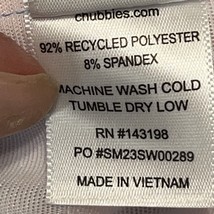 chubbies.com
92% RECYCLED POLYESTER
8% SPANDEX
MACHINE WASH COLD
TUMBLE DRY LOW
RN #143198
PO #SM23SW00289
MADE IN VIETNAM